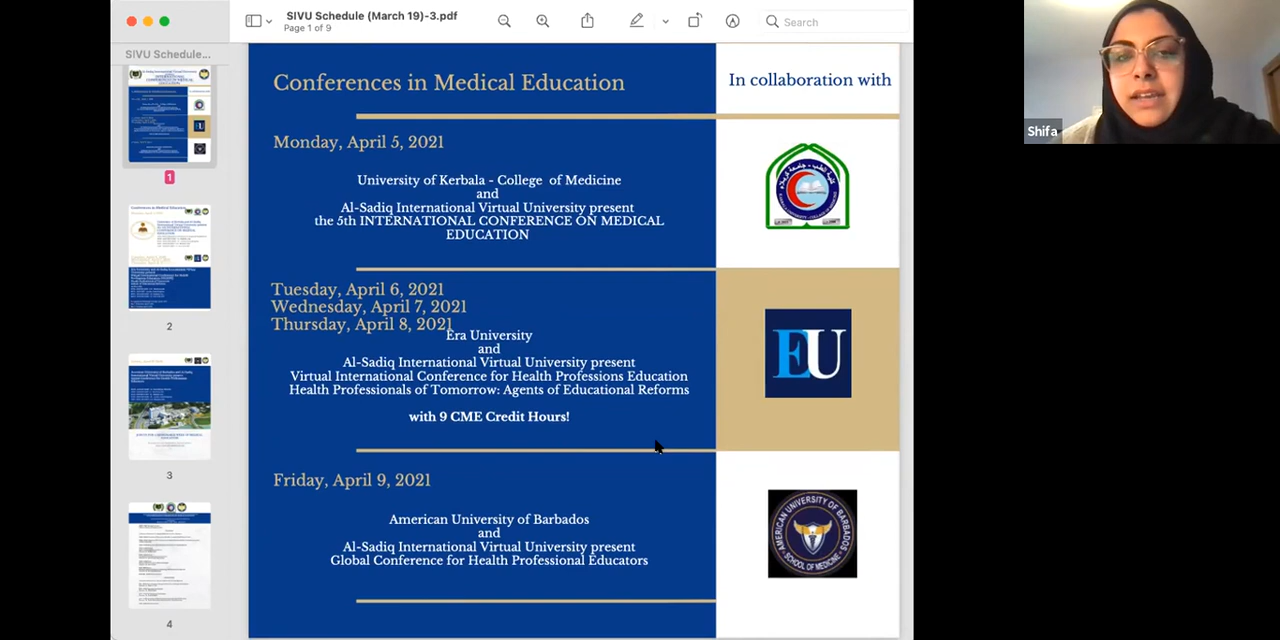 SIVU Schedule (March 19)-3.pdf
Page 1 of 9
Search
SIVU Schedule...
1
2
3
4
Conferences in Medical Education
In collaboration with
Monday, April 5, 2021
University of Kerbala - College of Medicine
and
Al-Sadiq International Virtual University present
the 5th INTERNATIONAL CONFERENCE ON MEDICAL
EDUCATION
Tuesday, April 6, 2021
Wednesday, April 7, 2021
Thursday, April 8, 2021
Era University
and
Al-Sadiq International Virtual University present
Virtual International Conference for Health Professions Education
Health Professionals of Tomorrow: Agents of Educational Reforms
with 9 CME Credit Hours!
EU
Friday, April 9, 2021
American University of Barbados
and
Al-Sadiq International Virtual University present
Global Conference for Health Professional Educators
AMERICAN UNIVERSITY OF BARBADOS
SCHOOL OF MEDICINE
Shifa